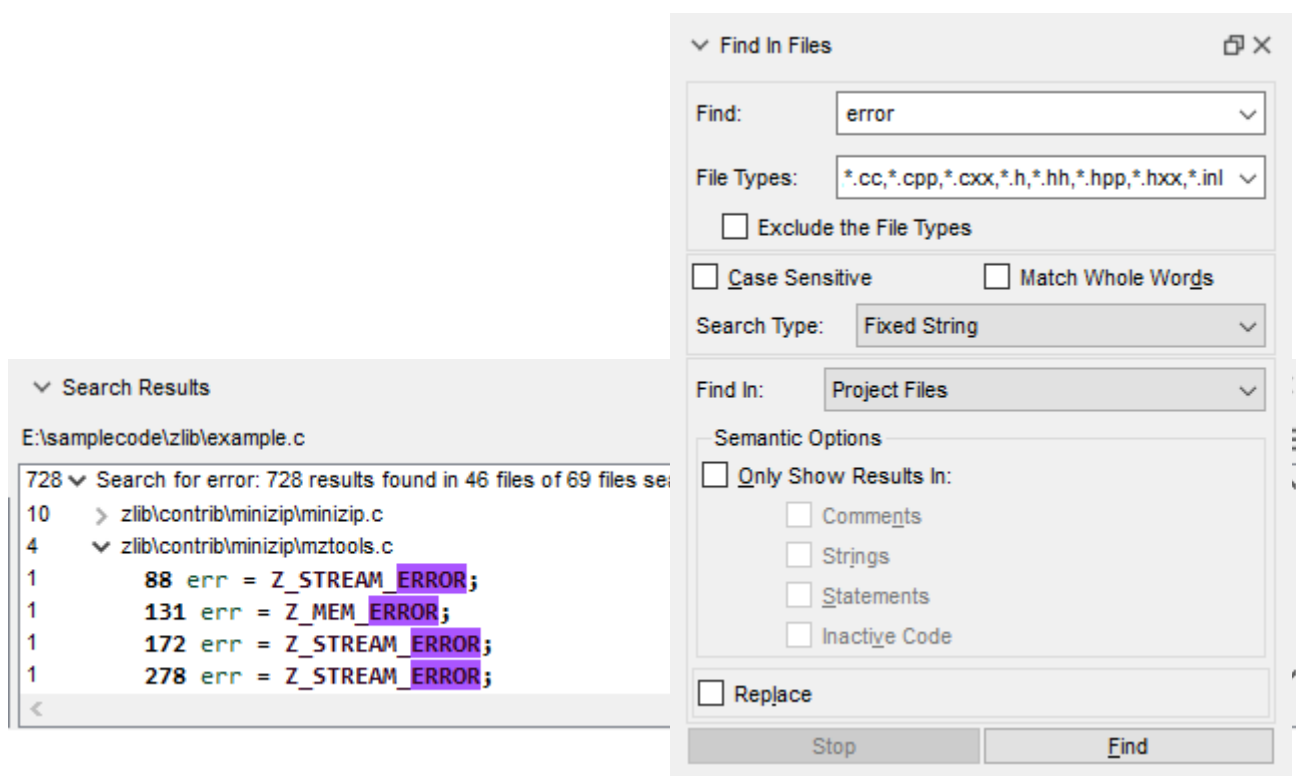 Find In Files
Find: error
File Types: *.cc,*.cpp,*.cxx,*.h,*.hh,*.hpp,*.hxx,*.inl
Exclude the File Types
Case Sensitive Match Whole Words
Search Type: Fixed String
Find In: Project Files
Semantic Options
Only Show Results In:
Comments
Strings
Statements
Inactive Code
Replace
Stop Find
Search Results
E:\samplecode\zlib\example.c
728 Search for error: 728 results found in 46 files of 69 files
10 zlib\contrib\minizip\minizip.c
4 zlib\contrib\minizip\mztools.c
1 88 err = Z_STREAM_ERROR;
1 131 err = Z_MEM_ERROR;
1 172 err = Z_STREAM_ERROR;
1 278 err = Z_STREAM_ERROR;